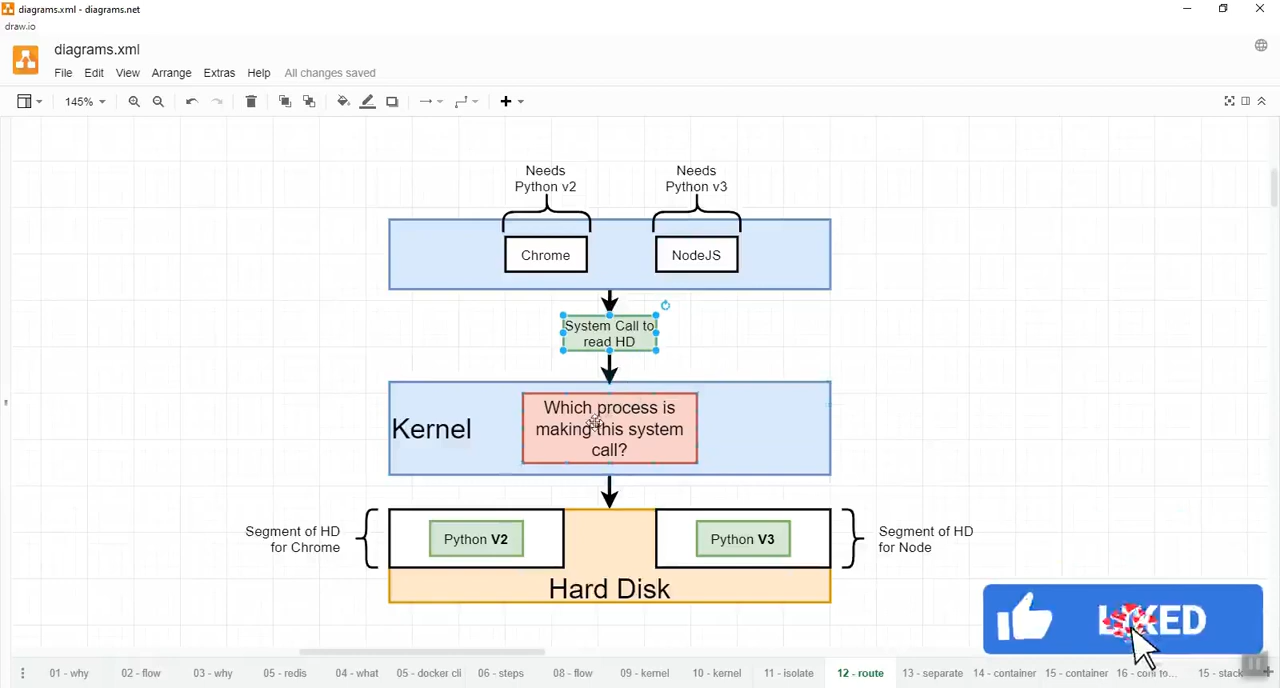 diagrams.xml - diagrams.net
draw.io
diagrams.xml
File Edit View Arrange Extras Help All changes saved
145%
Needs
Python v2
Needs
Python v3
Chrome
NodeJS
System Call to
read HD
Kernel
Which process is
making this system
call?
Segment of HD
for Chrome
Python V2
Python V3
Segment of HD
for Node
Hard Disk
LIKED
01 - why 02 - flow 03 - why 05 - redis 04 - what 05 - docker cli 06 - steps 08 - flow 09 - kernel 10 - kernel 11 - isolate 12 - route 13 - separate 14 - container 15 - container 16 - 15 - stack